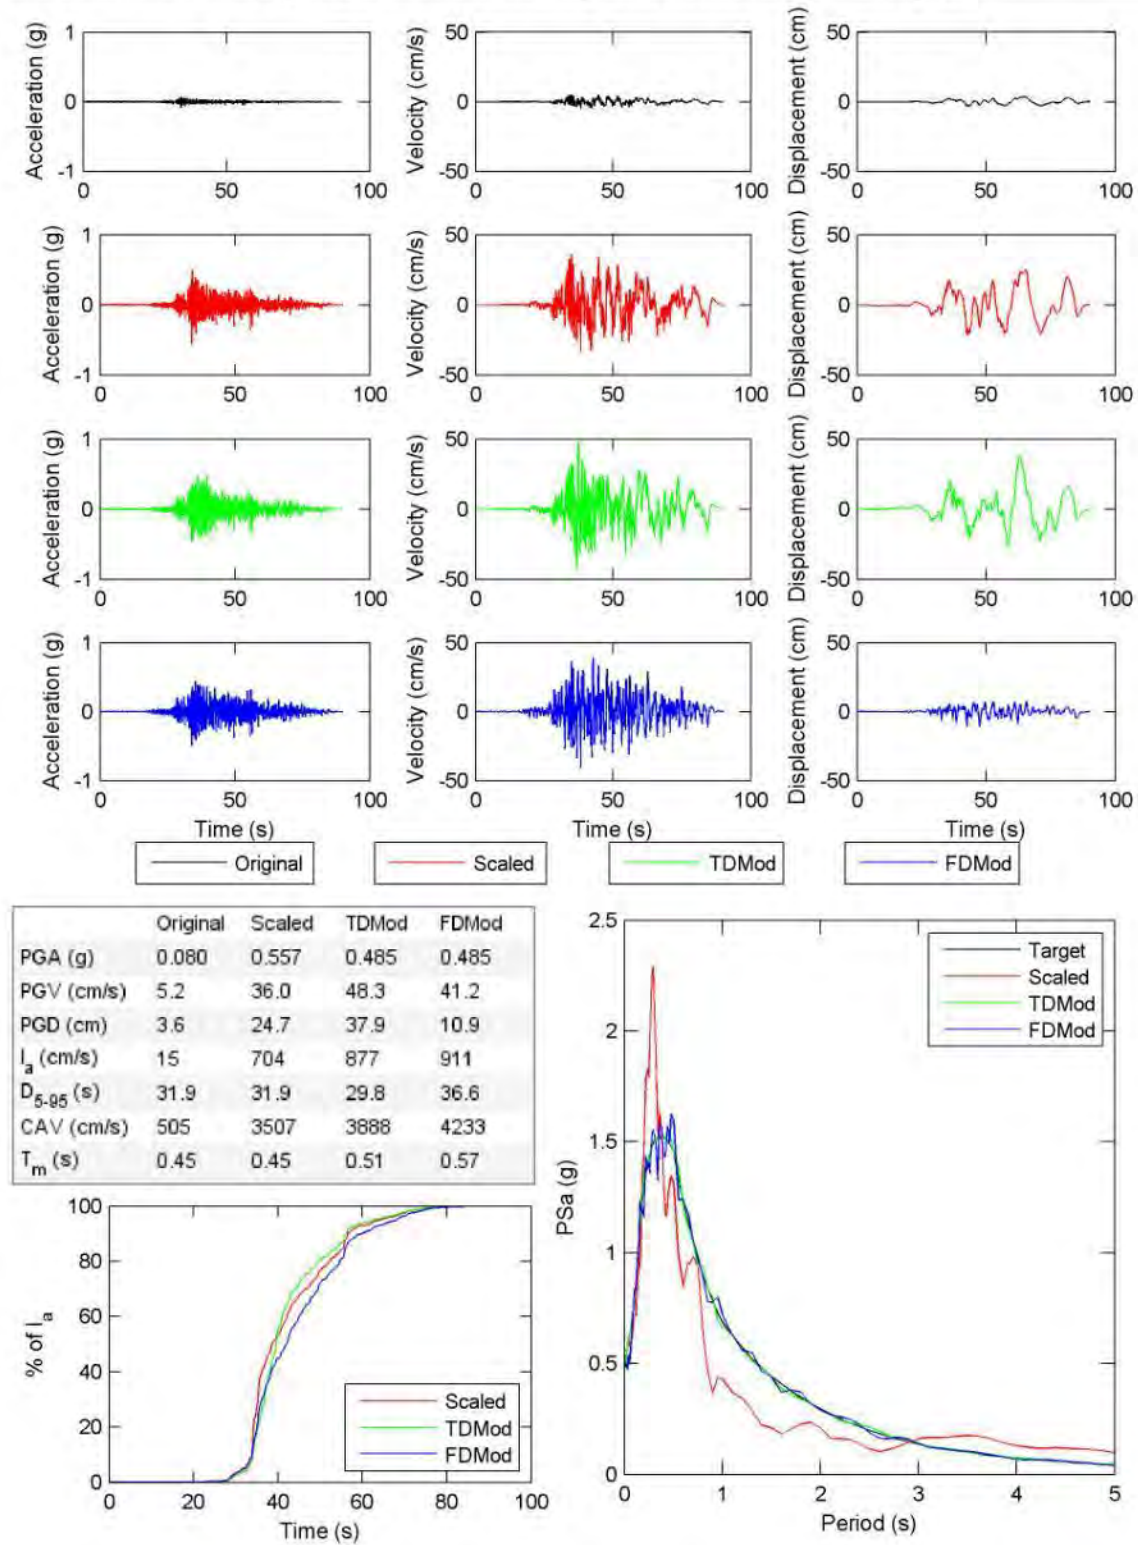 Acceleration (g)
1
0
-1
0
50
100
Velocity (cm/s)
50
0
-50
0
50
100
Displacement (cm)
50
0
-50
0
50
100
Acceleration (g)
1
0
-1
0
50
100
Velocity (cm/s)
50
0
-50
0
50
100
Displacement (cm)
50
0
-50
0
50
100
Acceleration (g)
1
0
-1
0
50
100
Velocity (cm/s)
50
0
-50
0
50
100
Displacement (cm)
50
0
-50
0
50
100
Acceleration (g)
1
0
-1
0
50
100
Time (s)
Velocity (cm/s)
50
0
-50
0
50
100
Time (s)
Displacement (cm)
50
0
-50
0
50
100
Time (s)
Original
Scaled
TDMod
FDMod
Original Scaled TDMod FDMod
PGA (g) 0.080 0.557 0.485 0.485
PGV (cm/s) 5.2 36.0 48.3 41.2
PGD (cm) 3.6 24.7 37.9 10.9
Ia (cm/s) 15 704 877 911
D5-95 (s) 31.9 31.9 29.8 36.6
CAV (cm/s) 505 3507 3888 4233
Tm (s) 0.45 0.45 0.51 0.57
% of Ia
100
80
60
40
20
0
0 20 40 60 80 100
Time (s)
Scaled
TDMod
FDMod
PSa (g)
2.5
2
1.5
1
0.5
0
0 1 2 3 4 5
Period (s)
Target
Scaled
TDMod
FDMod